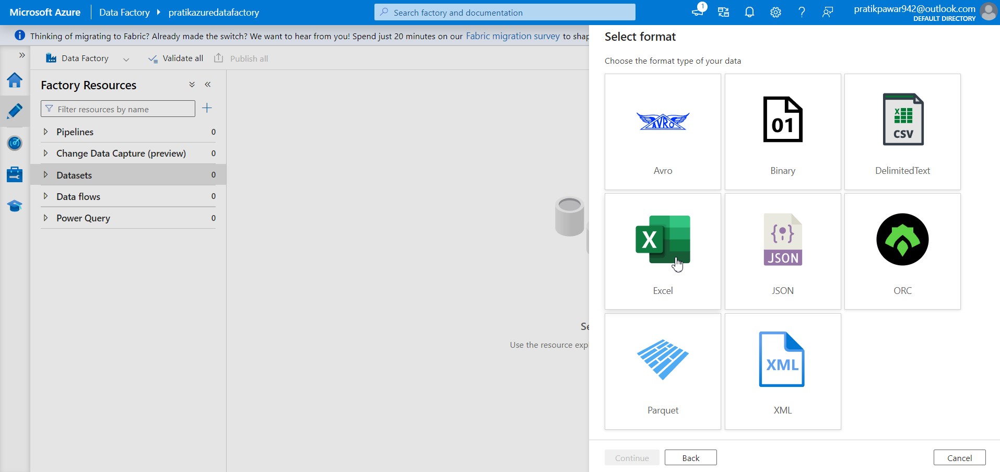 Microsoft Azure
Data Factory
pratikazuredatafactory
Search factory and documentation
1
pratikpawar942@outlook.com
DEFAULT DIRECTORY
Thinking of migrating to Fabric? Already made the switch? We want to hear from you! Spend just 20 minutes on our Fabric migration survey to shap
Data Factory
Validate all
Publish all
Factory Resources
Filter resources by name
Pipelines 0
Change Data Capture (preview) 0
Datasets 0
Data flows 0
Power Query 0
Se
Use the resource exp
Select format
Choose the format type of your data
AVRO
Avro
01
Binary
X
CSV
DelimitedText
X
Excel
{ } JSON
JSON
ORC
Parquet
XML
XML
Continue
Back
Cancel